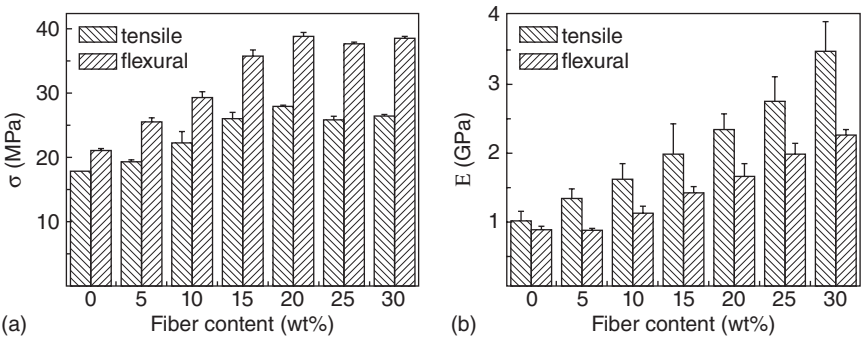 40
30
20
10
σ (MPa)
tensile
flexural
0 5 10 15 20 25 30
(a) Fiber content (wt%)
4
3
2
1
E (GPa)
tensile
flexural
0 5 10 15 20 25 30
(b) Fiber content (wt%)